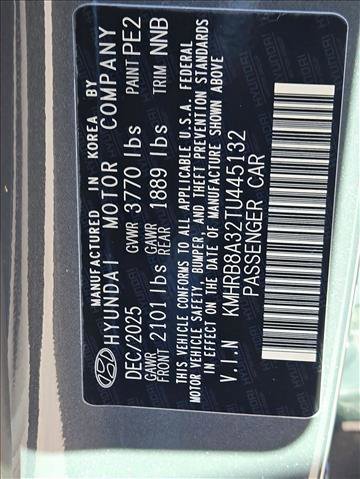 MANUFACTURED IN KOREA BY
HYUNDAI MOTOR COMPANY
DEC/2025 GVWR 3770 lbs PAINT PE2
GAWR FRONT 2101 lbs GAWR REAR 1889 lbs TRIM NNB
THIS VEHICLE CONFORMS TO ALL APPLICABLE U.S.A. FEDERAL
MOTOR VEHICLE SAFETY, BUMPER, AND THEFT PREVENTION STANDARDS
IN EFFECT ON THE DATE OF MANUFACTURE SHOWN ABOVE
V.I.N KMHRB8A32TU445132
PASSENGER CAR